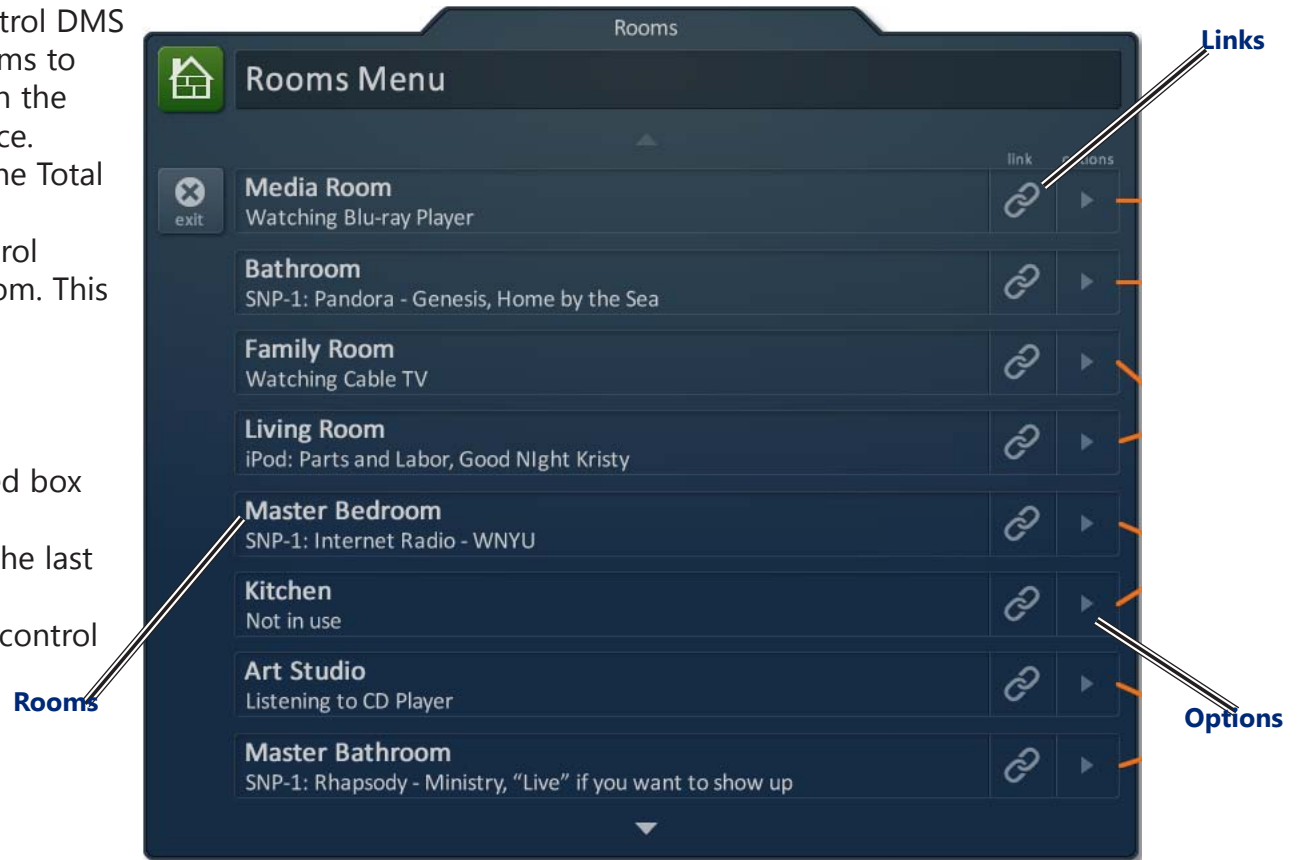 trol DMS
ms to
n the
ce.
ne Total
rol
om. This
ed box
he last
control
Rooms
Links
Rooms Menu
link options
Media Room
Watching Blu-ray Player
exit
Bathroom
SNP-1: Pandora - Genesis, Home by the Sea
Family Room
Watching Cable TV
Living Room
iPod: Parts and Labor, Good NIght Kristy
Master Bedroom
SNP-1: Internet Radio - WNYU
Kitchen
Not in use
Art Studio
Listening to CD Player
Master Bathroom
SNP-1: Rhapsody - Ministry, “Live” if you want to show up
Rooms
Options